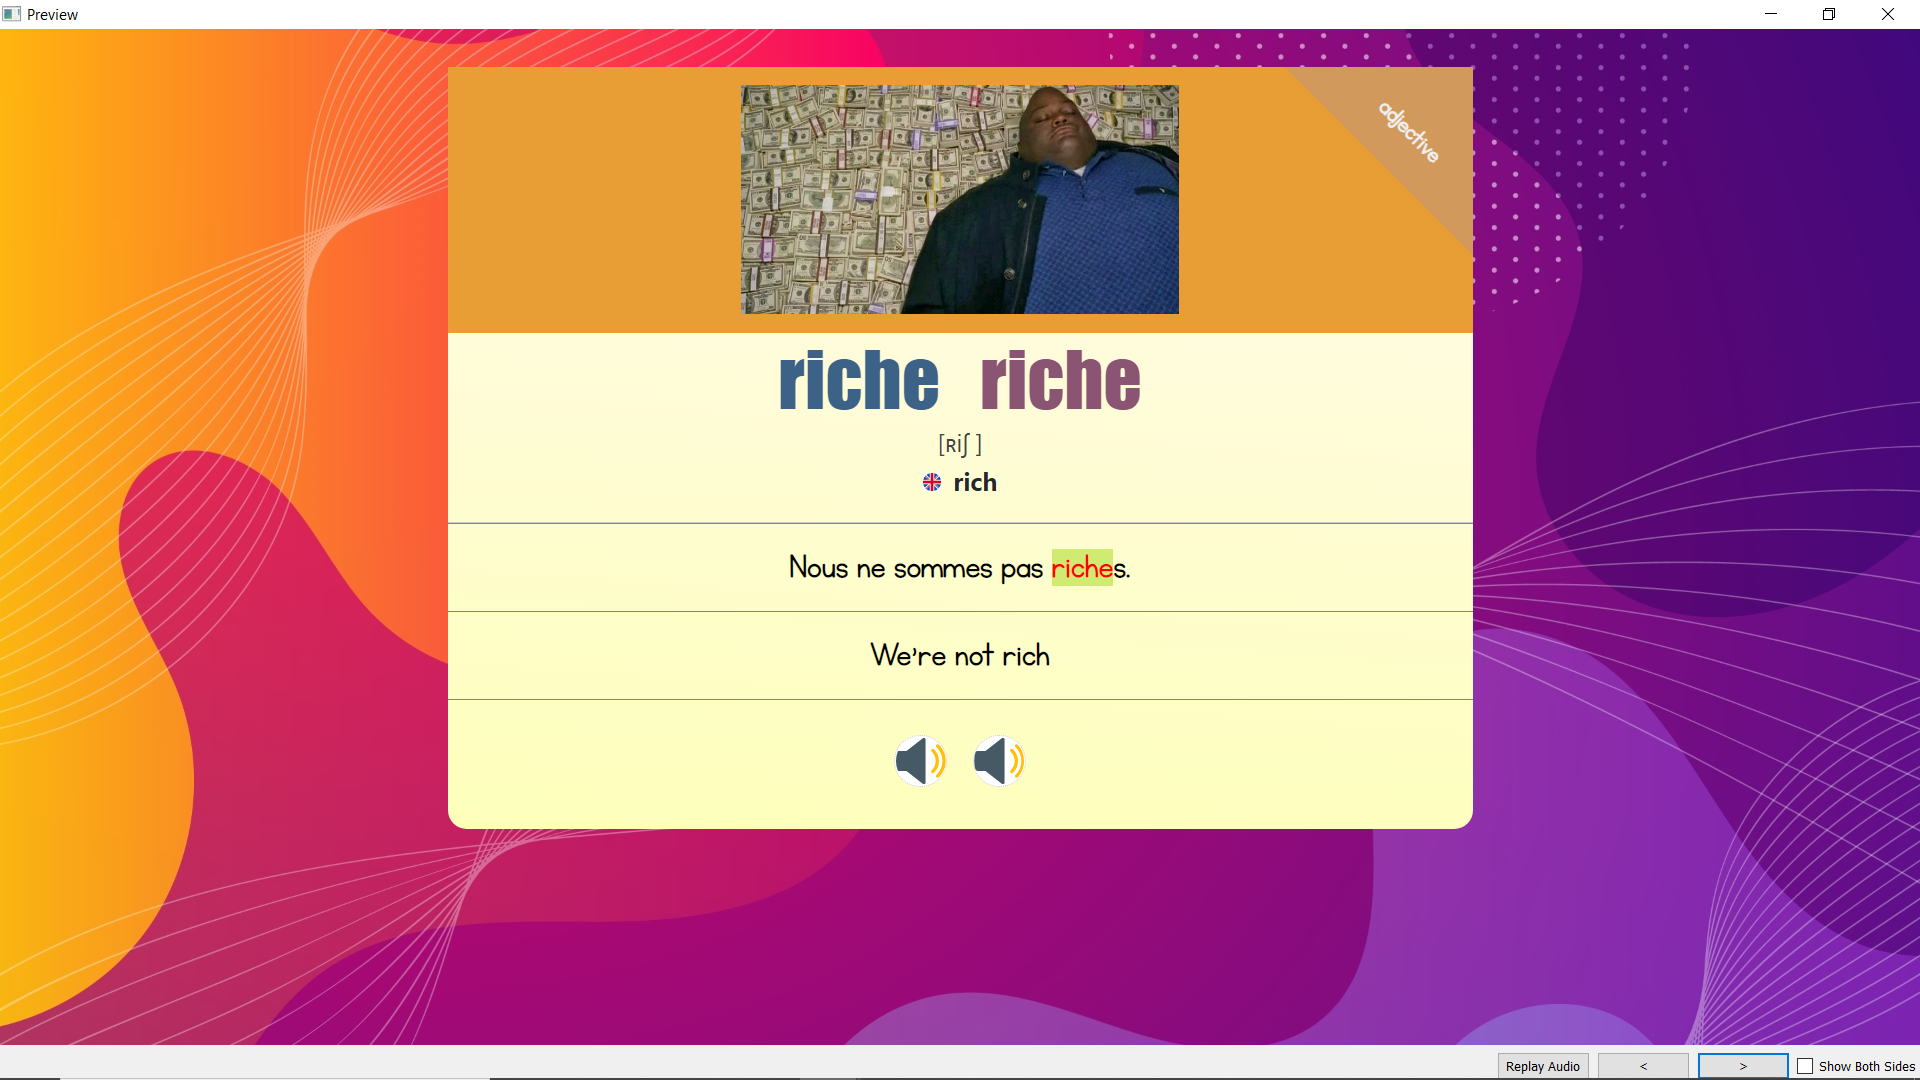 Preview
adjective
riche riche
[ʀiʃ ]
rich
Nous ne sommes pas riches.
We're not rich
Replay Audio < > Show Both Sides